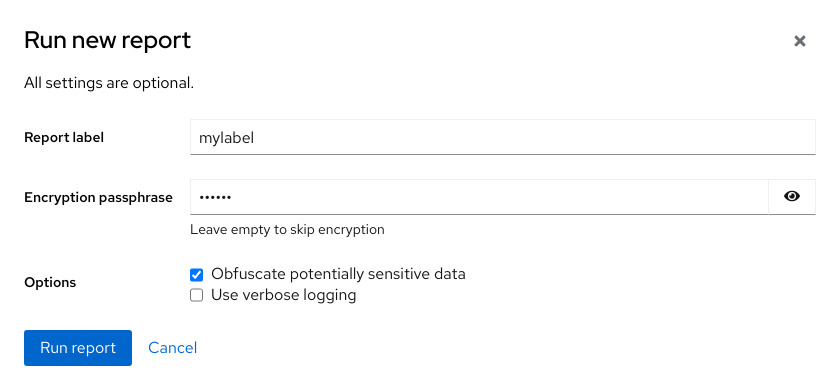 Run new report
All settings are optional.
Report label
mylabel
Encryption passphrase
••••••
Leave empty to skip encryption
Options
Obfuscate potentially sensitive data
Use verbose logging
Run report
Cancel